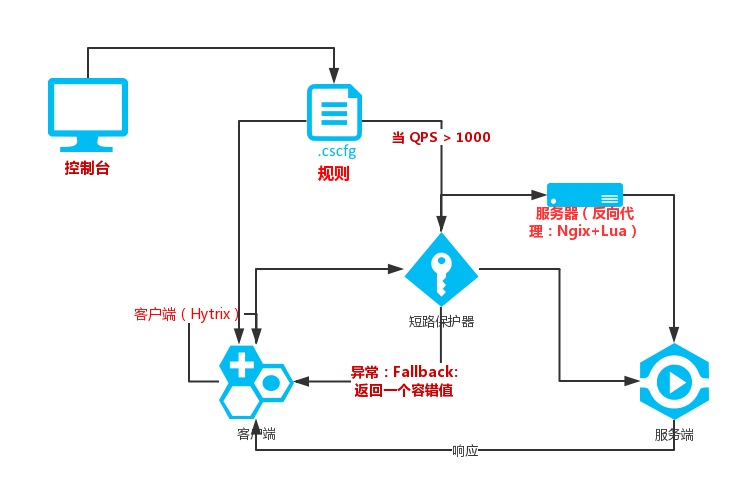 当 QPS > 1000
.cscfg
控制台
规则
服务器（反向代
理：Ngix+Lua）
客户端（Hytrix）
短路保护器
异常：Fallback:
返回一个容错值
客户端
服务端
响应